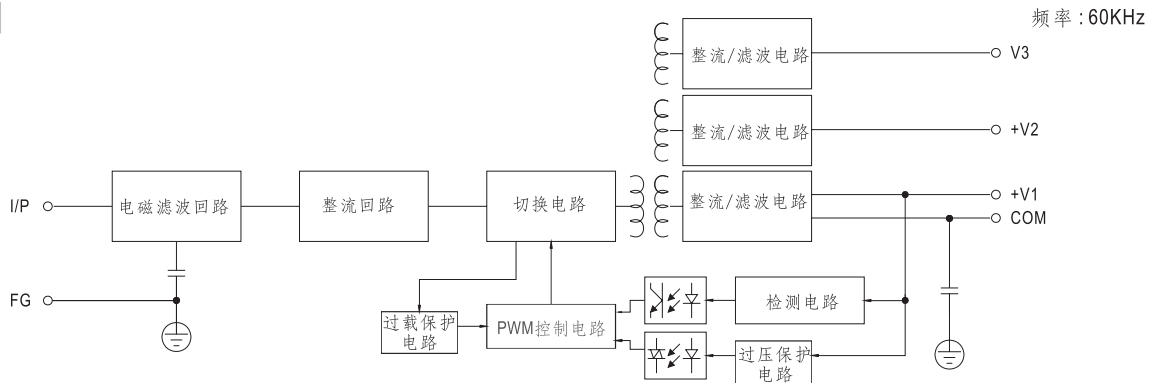 频率 : 60KHz
整流/滤波电路
V3
整流/滤波电路
+V2
I/P
电磁滤波回路
整流回路
切换电路
整流/滤波电路
+V1
COM
FG
过载保护
电路
PWM控制电路
检测电路
过压保护
电路